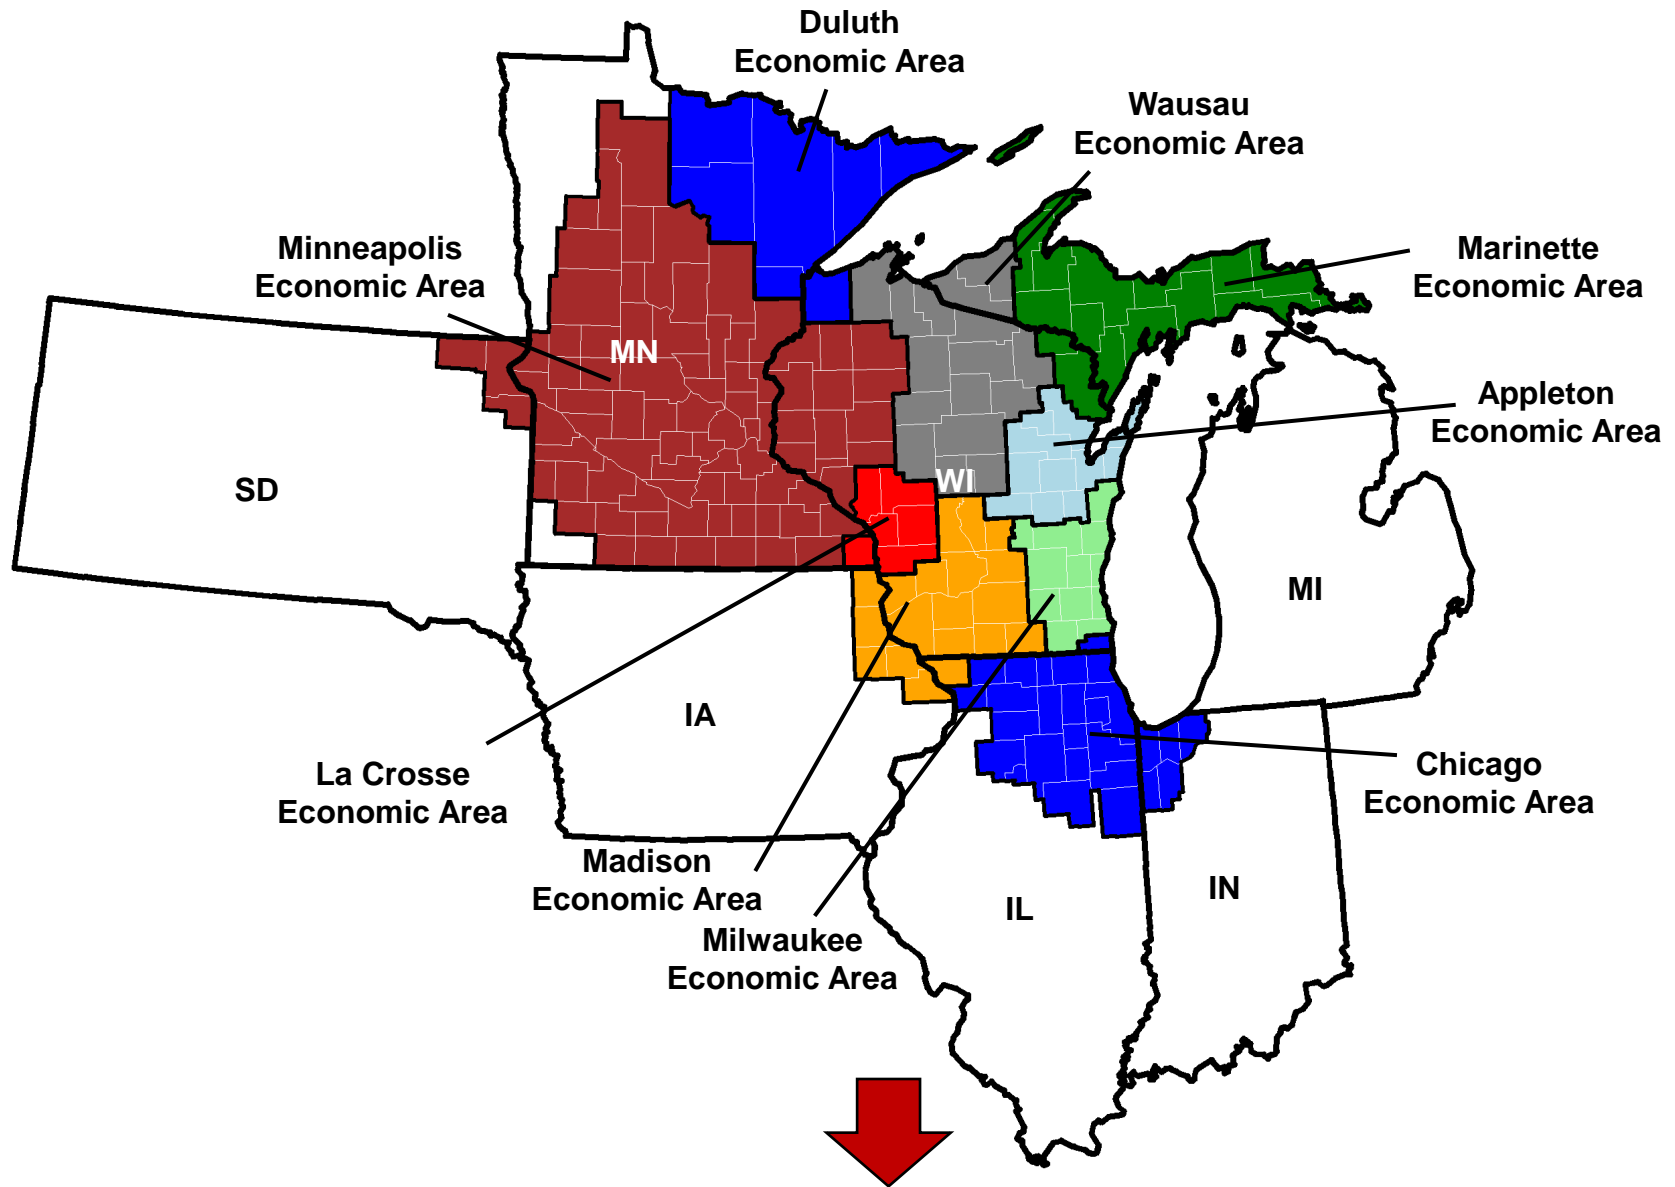 Duluth
Economic Area
Wausau
Economic Area
Minneapolis
Economic Area
Marinette
Economic Area
MN
Appleton
Economic Area
SD
WI
MI
IA
La Crosse
Economic Area
Chicago
Economic Area
Madison
Economic Area
IL
IN
Milwaukee
Economic Area